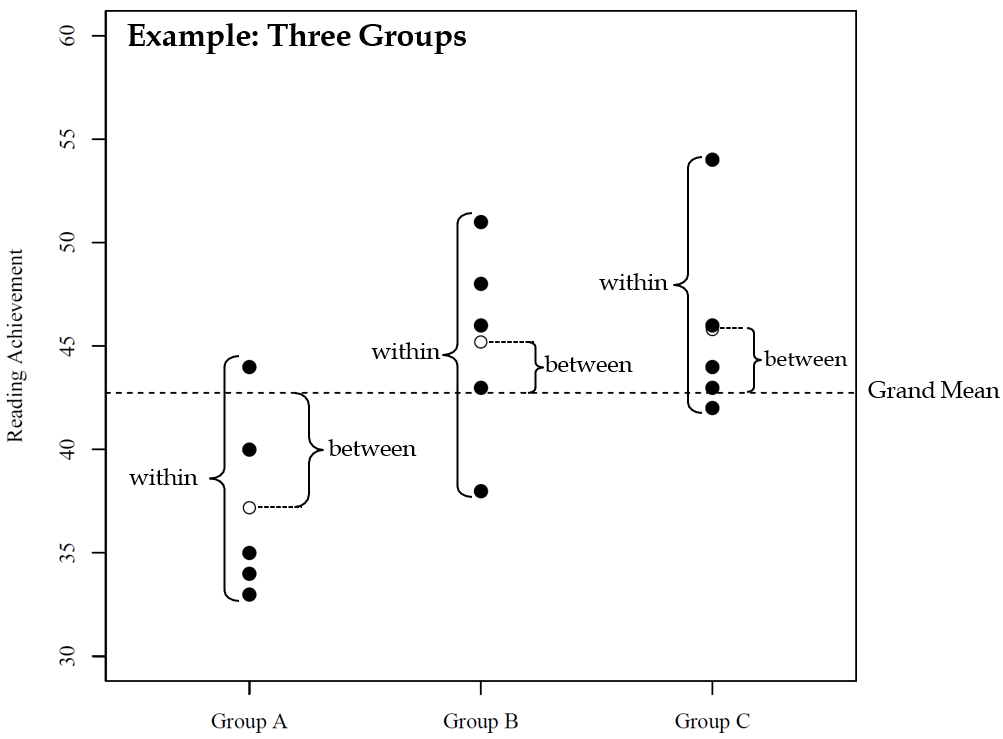 Example: Three Groups
60
55
50
45
40
35
30
Reading Achievement
within
between
within
between
within
between
Grand Mean
Group A
Group B
Group C